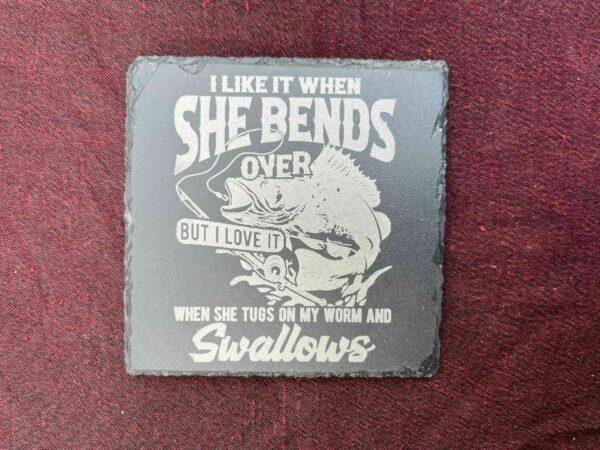 I LIKE IT WHEN
SHE BENDS
OVER
BUT I LOVE IT
WHEN SHE TUGS ON MY WORM AND
Swallows